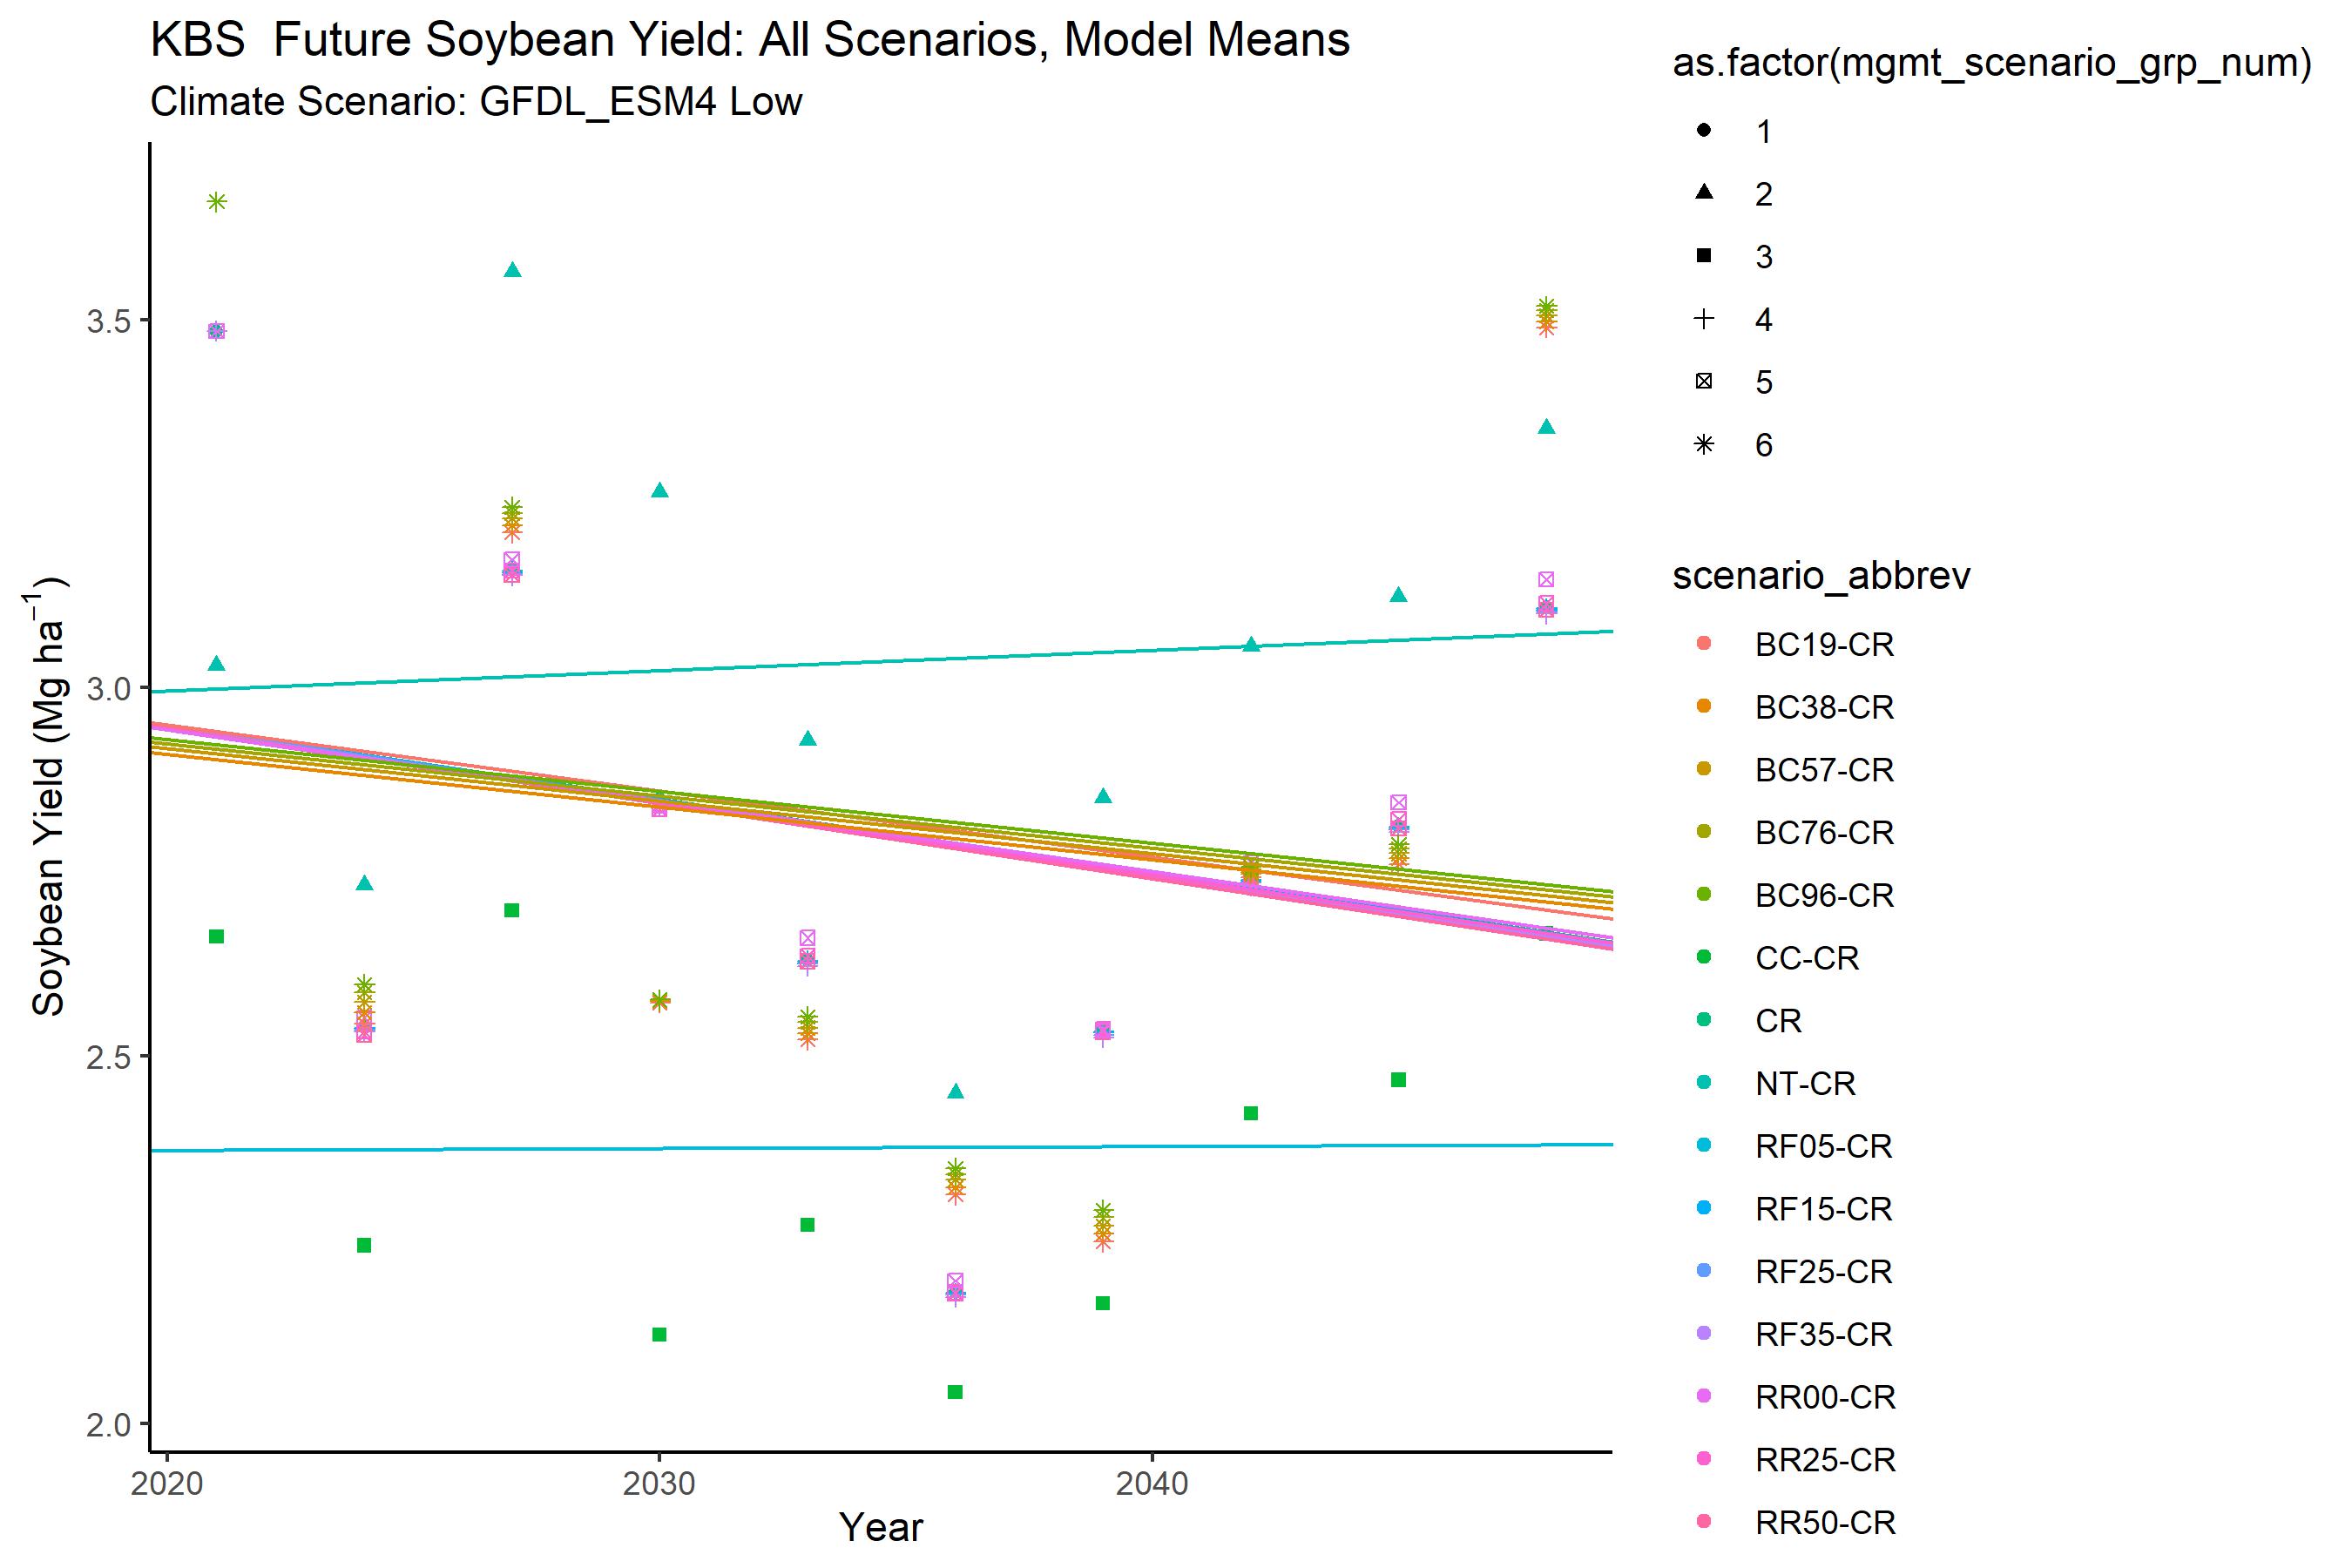 KBS  Future Soybean Yield: All Scenarios, Model Means
Climate Scenario: GFDL_ESM4 Low
Soybean Yield (Mg ha⁻¹)
3.5
3.0
2.5
2.0
2020
2030
2040
Year
as.factor(mgmt_scenario_grp_num)
1
2
3
4
5
6
scenario_abbrev
BC19-CR
BC38-CR
BC57-CR
BC76-CR
BC96-CR
CC-CR
CR
NT-CR
RF05-CR
RF15-CR
RF25-CR
RF35-CR
RR00-CR
RR25-CR
RR50-CR